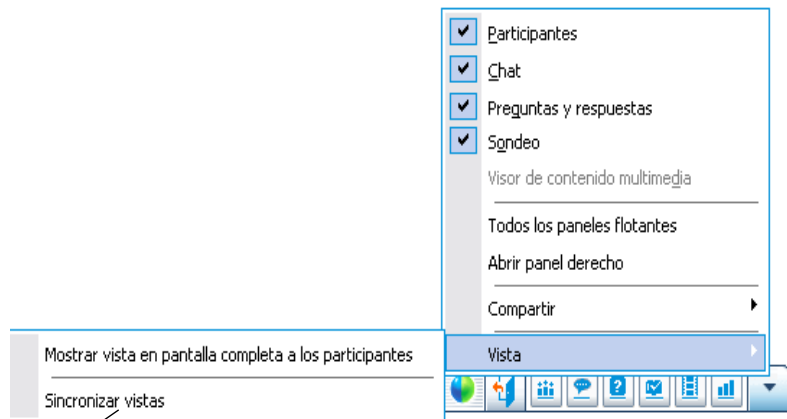 Participantes
Chat
Preguntas y respuestas
Sondeo
Visor de contenido multimedia
Todos los paneles flotantes
Abrir panel derecho
Compartir
Vista
Mostrar vista en pantalla completa a los participantes
Sincronizar vistas